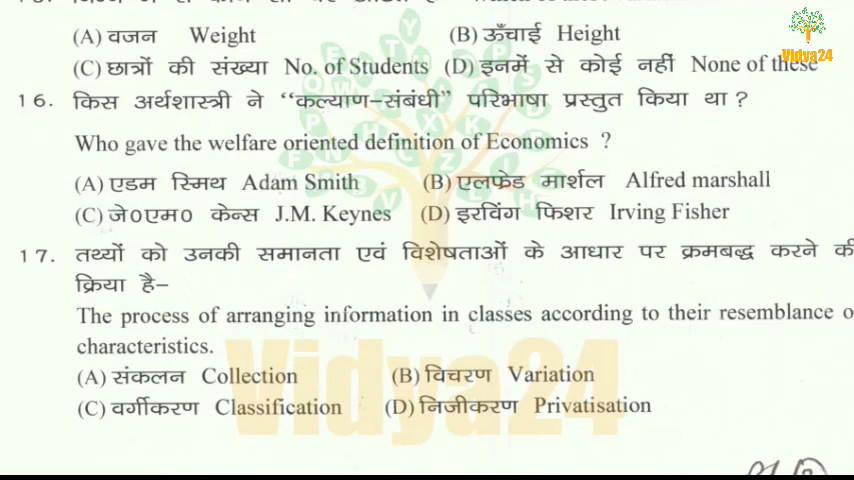 (A) वजन Weight (B) ऊँचाई Height
(C) छात्रों की संख्या No. of Students (D) इनमें से कोई नहीं None of these
16. किस अर्थशास्त्री ने “कल्याण-संबंधी” परिभाषा प्रस्तुत किया था ?
Who gave the welfare oriented definition of Economics ?
(A) एडम स्मिथ Adam Smith (B) एलफ्रेड मार्शल Alfred marshall
(C) जे०एम० केन्स J.M. Keynes (D) इरविंग फिशर Irving Fisher
17. तथ्यों को उनकी समानता एवं विशेषताओं के आधार पर क्रमबद्ध करने की
क्रिया है–
The process of arranging information in classes according to their resemblance o
characteristics.
(A) संकलन Collection (B) विचरण Variation
(C) वर्गीकरण Classification (D) निजीकरण Privatisation
Vidya24
Vidya24